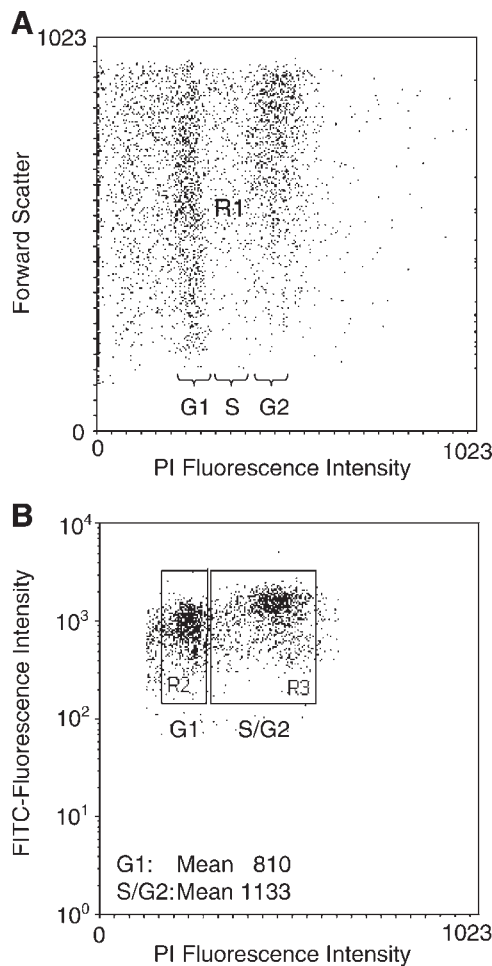 A
1023
Forward Scatter
R1
G1 S G2
0
0 1023
PI Fluorescence Intensity
B
10^4
FITC-Fluorescence Intensity
10^3
R2 R3
10^2
G1 S/G2
10^1
G1: Mean 810
S/G2: Mean 1133
10^0
0 1023
PI Fluorescence Intensity